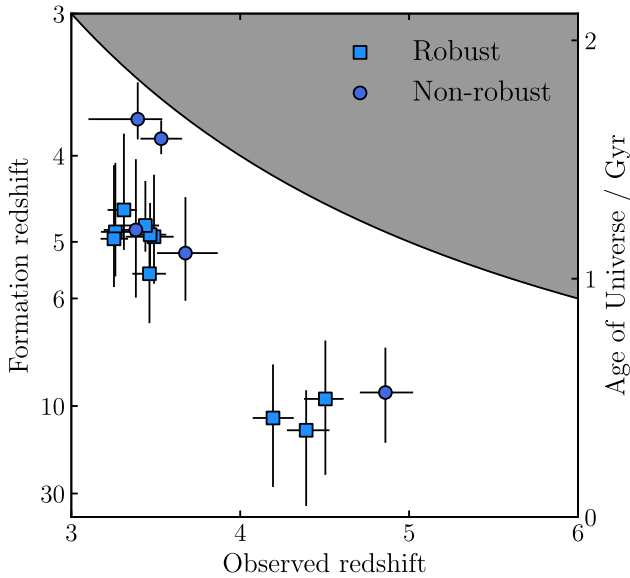 Robust
Non-robust
Formation redshift
3
4
5
6
10
30
Age of Universe / Gyr
2
1
0
3
4
5
6
Observed redshift